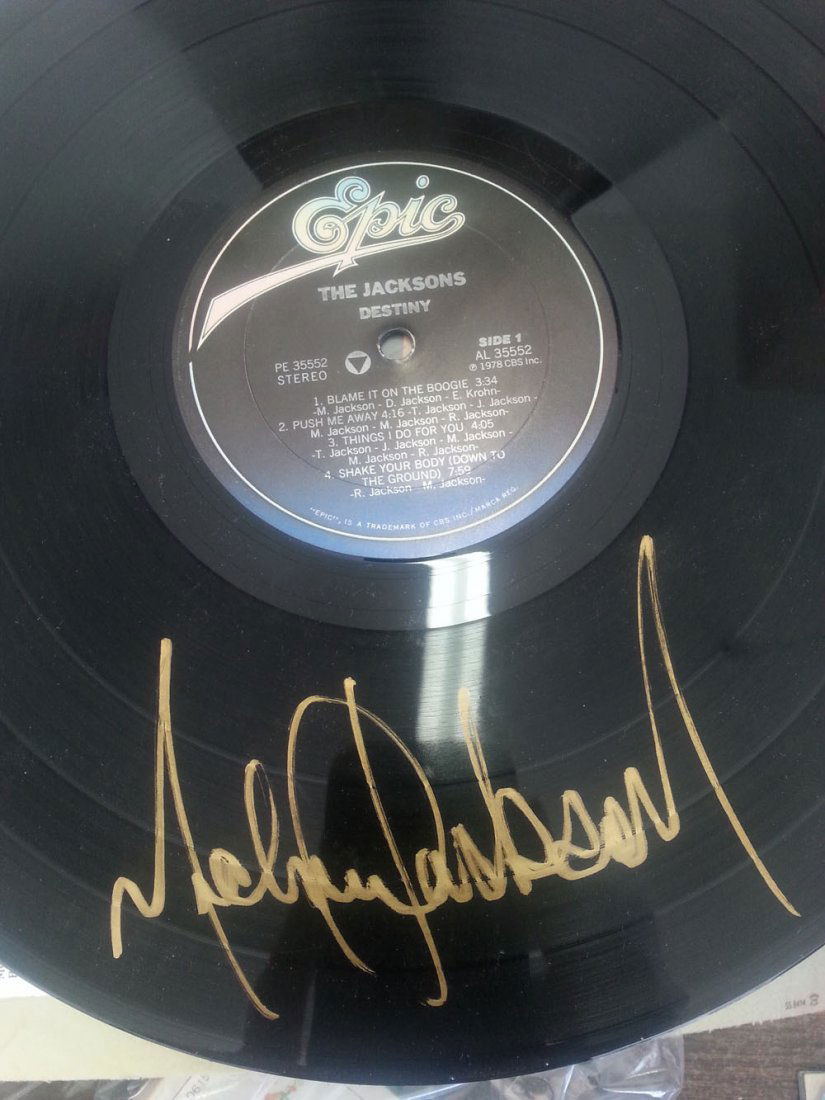 Epic
THE JACKSONS
DESTINY
PE 35552
STEREO
SIDE 1
AL 35552
℗ 1978 CBS Inc.
1. BLAME IT ON THE BOOGIE 3:34
-M. Jackson - D. Jackson - E. Krohn-
2. PUSH ME AWAY 4:16 -T. Jackson - J. Jackson -
M. Jackson - M. Jackson - R. Jackson-
3. THINGS I DO FOR YOU 4:05
-T. Jackson - J. Jackson - M. Jackson -
M. Jackson - R. Jackson-
4. SHAKE YOUR BODY (DOWN TO
THE GROUND) 7:59
-R. Jackson - M. Jackson-
"EPIC", IS A TRADEMARK OF CBS INC./MARCA REG.
Michael Jackson